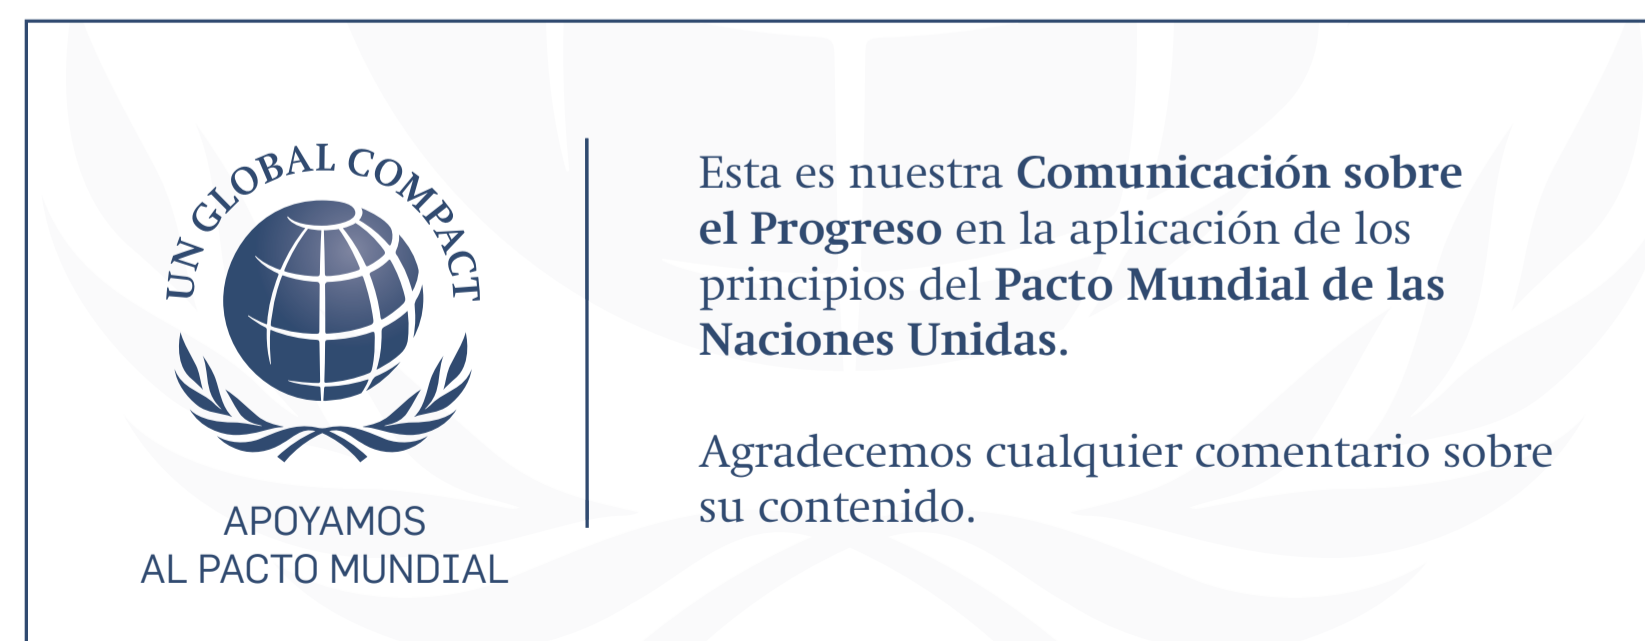 UN GLOBAL COMPACT
APOYAMOS
AL PACTO MUNDIAL
Esta es nuestra Comunicación sobre
el Progreso en la aplicación de los
principios del Pacto Mundial de las
Naciones Unidas.
Agradecemos cualquier comentario sobre
su contenido.